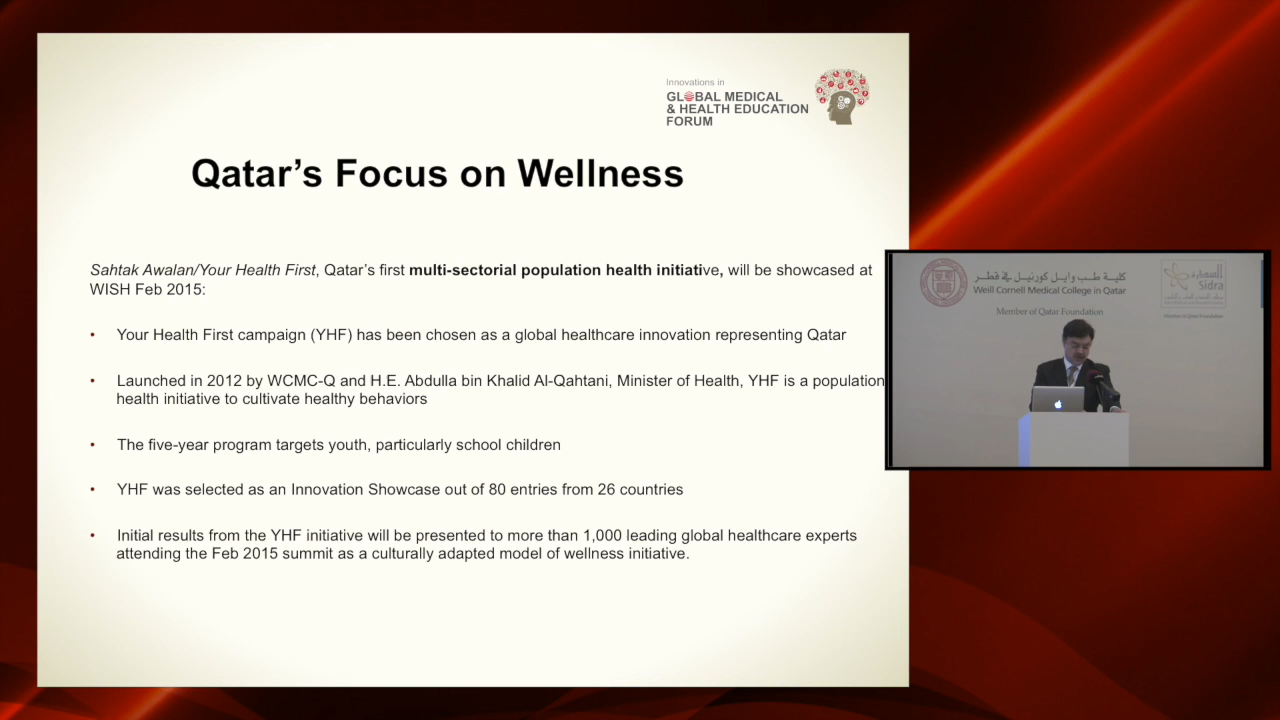 Innovations in
GLOBAL MEDICAL
& HEALTH EDUCATION
FORUM
Qatar’s Focus on Wellness
Sahtak Awalan/Your Health First, Qatar’s first multi-sectorial population health initiative, will be showcased at
WISH Feb 2015:
• Your Health First campaign (YHF) has been chosen as a global healthcare innovation representing Qatar
• Launched in 2012 by WCMC-Q and H.E. Abdulla bin Khalid Al-Qahtani, Minister of Health, YHF is a population
health initiative to cultivate healthy behaviors
• The five-year program targets youth, particularly school children
• YHF was selected as an Innovation Showcase out of 80 entries from 26 countries
• Initial results from the YHF initiative will be presented to more than 1,000 leading global healthcare experts
attending the Feb 2015 summit as a culturally adapted model of wellness initiative.
كلية طب وايل كورنيل في قطر
Weill Cornell Medical College in Qatar
Member of Qatar Foundation
السدرة
Sidra
Member of Qatar Foundation